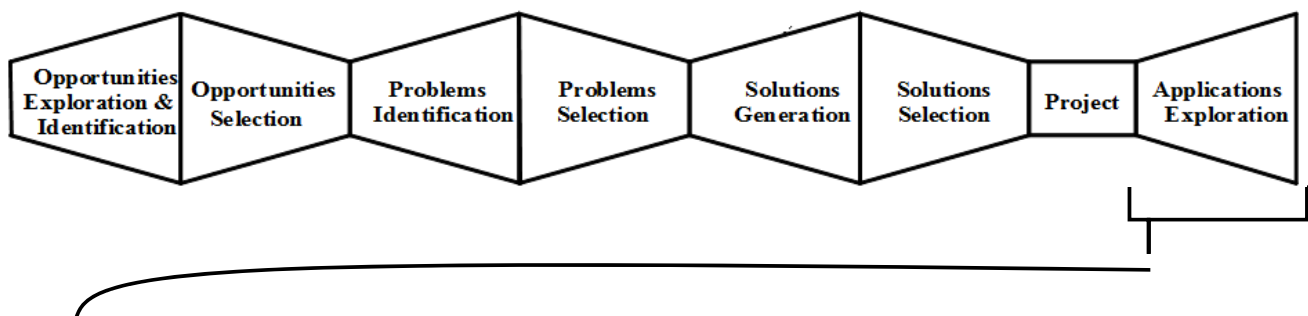 Opportunities
Exploration &
Identification
Opportunities
Selection
Problems
Identification
Problems
Selection
Solutions
Generation
Solutions
Selection
Project
Applications
Exploration